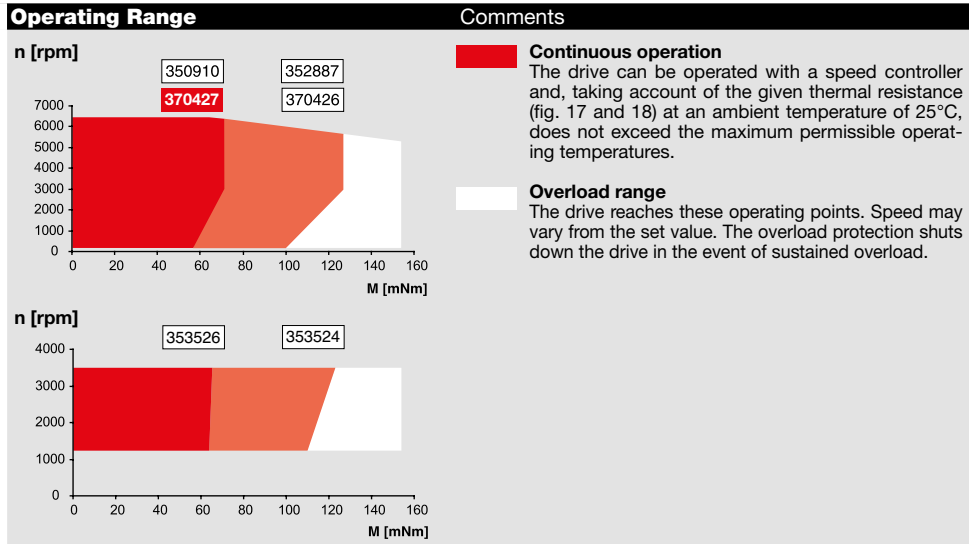 Operating Range
Comments
n [rpm]
350910
352887
370427
370426
7000
6000
5000
4000
3000
2000
1000
0
0 20 40 60 80 100 120 140 160
M [mNm]
n [rpm]
353526
353524
4000
3000
2000
1000
0
0 20 40 60 80 100 120 140 160
M [mNm]
Continuous operation
The drive can be operated with a speed controller
and, taking account of the given thermal resistance
(fig. 17 and 18) at an ambient temperature of 25°C,
does not exceed the maximum permissible operat-
ing temperatures.
Overload range
The drive reaches these operating points. Speed may
vary from the set value. The overload protection shuts
down the drive in the event of sustained overload.